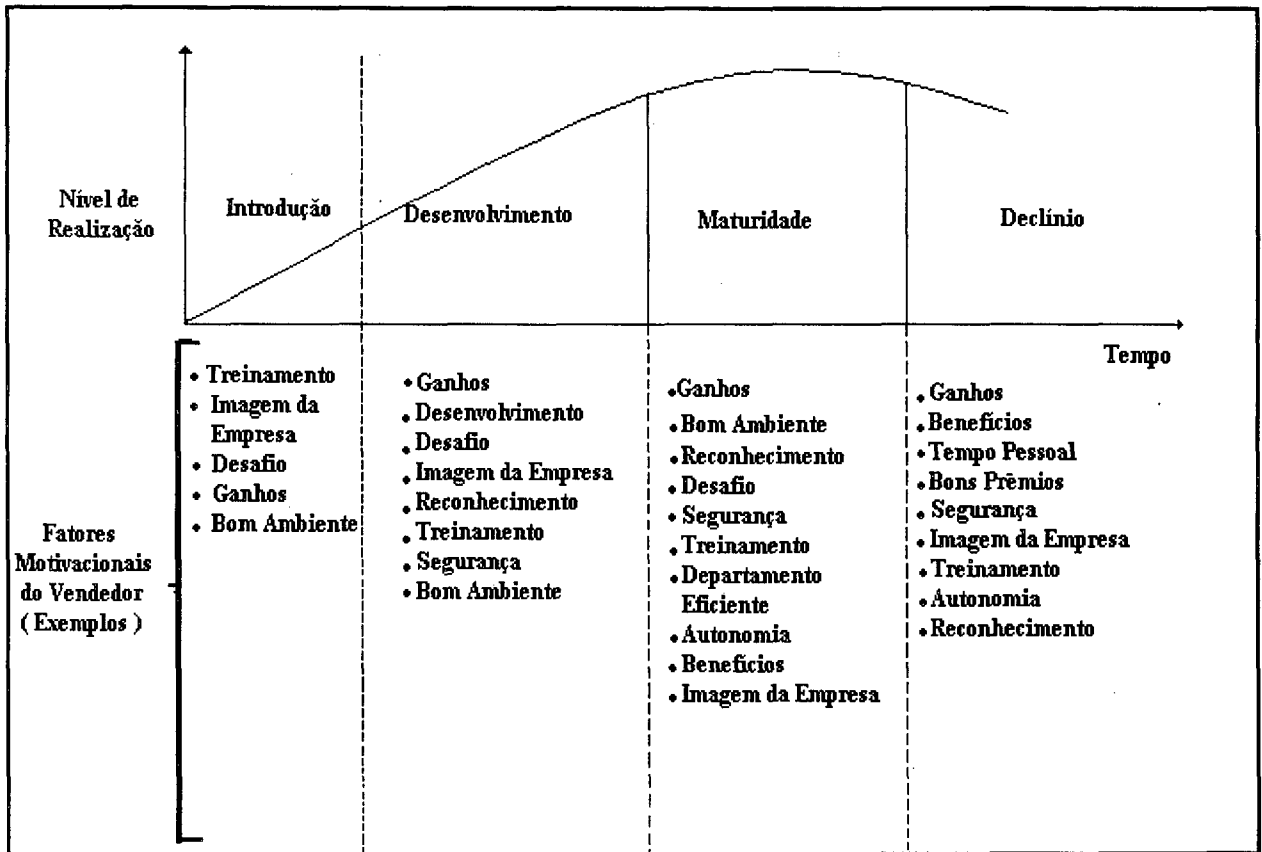 Nível de
Realização
Introdução
Desenvolvimento
Maturidade
Declínio
Tempo
Fatores
Motivacionais
do Vendedor
( Exemplos )
• Treinamento
• Imagem da
Empresa
• Desafio
• Ganhos
• Bom Ambiente
• Ganhos
• Desenvolvimento
• Desafio
• Imagem da Empresa
• Reconhecimento
• Treinamento
• Segurança
• Bom Ambiente
• Ganhos
• Bom Ambiente
• Reconhecimento
• Desafio
• Segurança
• Treinamento
• Departamento
Eficiente
• Autonomia
• Benefícios
• Imagem da Empresa
• Ganhos
• Benefícios
• Tempo Pessoal
• Bons Prêmios
• Segurança
• Imagem da Empresa
• Treinamento
• Autonomia
• Reconhecimento